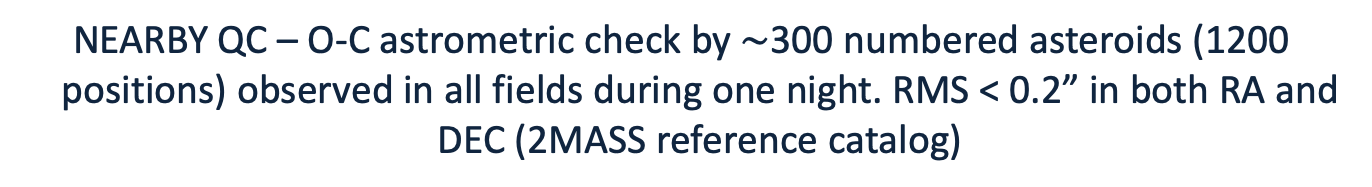 NEARBY QC – O-C astrometric check by ~300 numbered asteroids (1200
positions) observed in all fields during one night. RMS < 0.2” in both RA and
DEC (2MASS reference catalog)